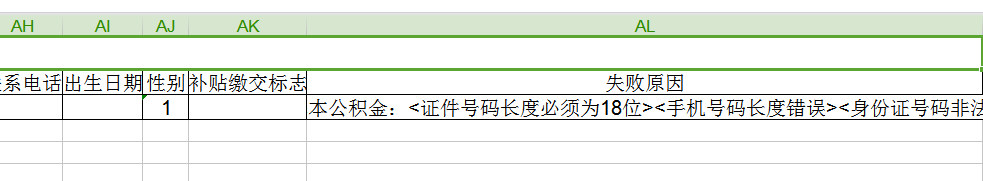 AH AI AJ AK AL
系电话 出生日期 性别 补贴缴交标志 失败原因
1 本公积金：<证件号码长度必须为18位><手机号码长度错误><身份证号码非法